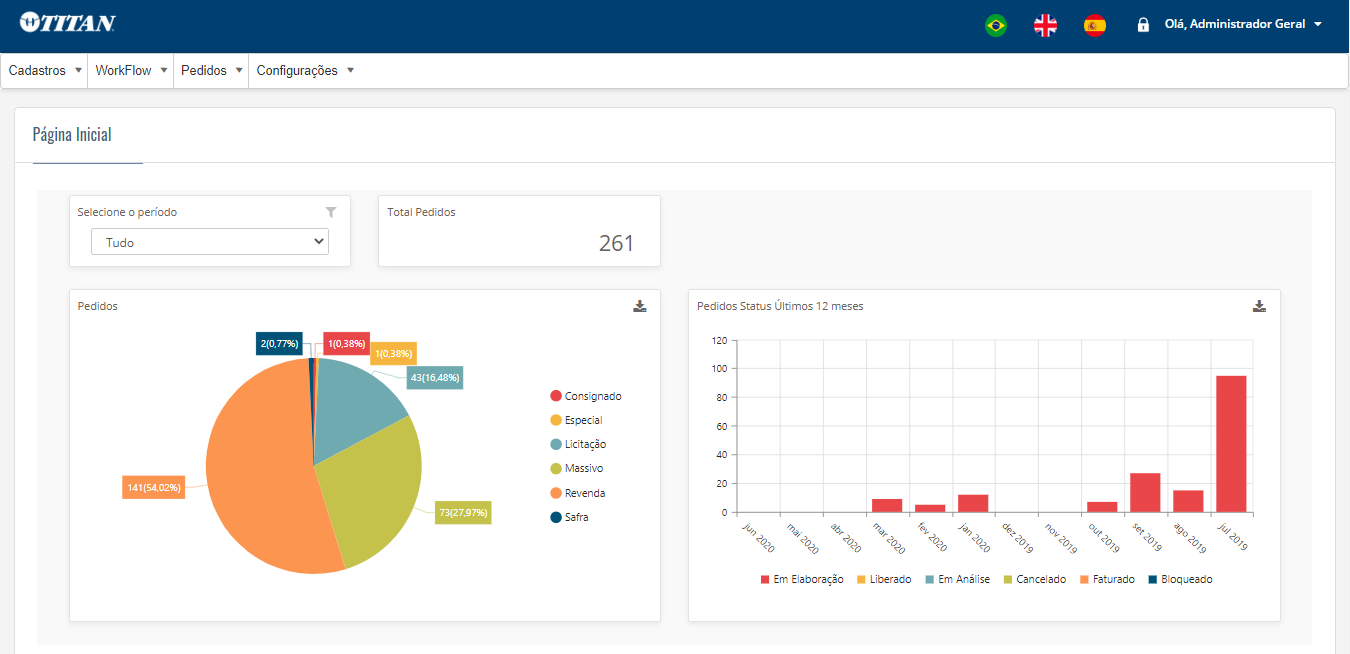 TITAN
Olá, Administrador Geral
Cadastros
WorkFlow
Pedidos
Configurações
Página Inicial
Selecione o período
Tudo
Total Pedidos
261
Pedidos
2(0,77%)
1(0,38%)
1(0,38%)
43(16,48%)
141(54,02%)
73(27,97%)
Consignado
Especial
Licitação
Massivo
Revenda
Safra
Pedidos Status Últimos 12 meses
120
100
80
60
40
20
0
jun 2020
mai 2020
abr 2020
mar 2020
fev 2020
jan 2020
dez 2019
nov 2019
out 2019
set 2019
ago 2019
jul 2019
Em Elaboração
Liberado
Em Análise
Cancelado
Faturado
Bloqueado